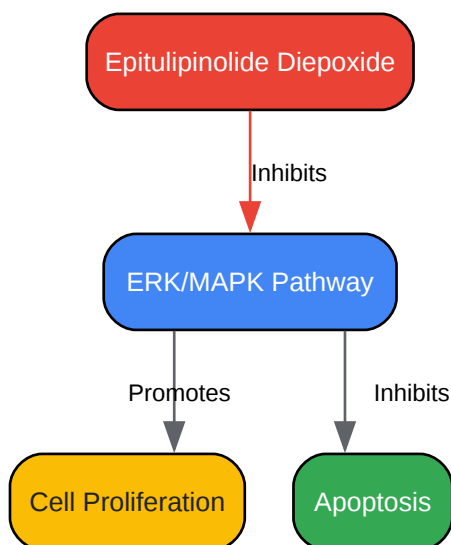 Epitulipinolide Diepoxide
Inhibits
ERK/MAPK Pathway
Promotes
Inhibits
Cell Proliferation
Apoptosis